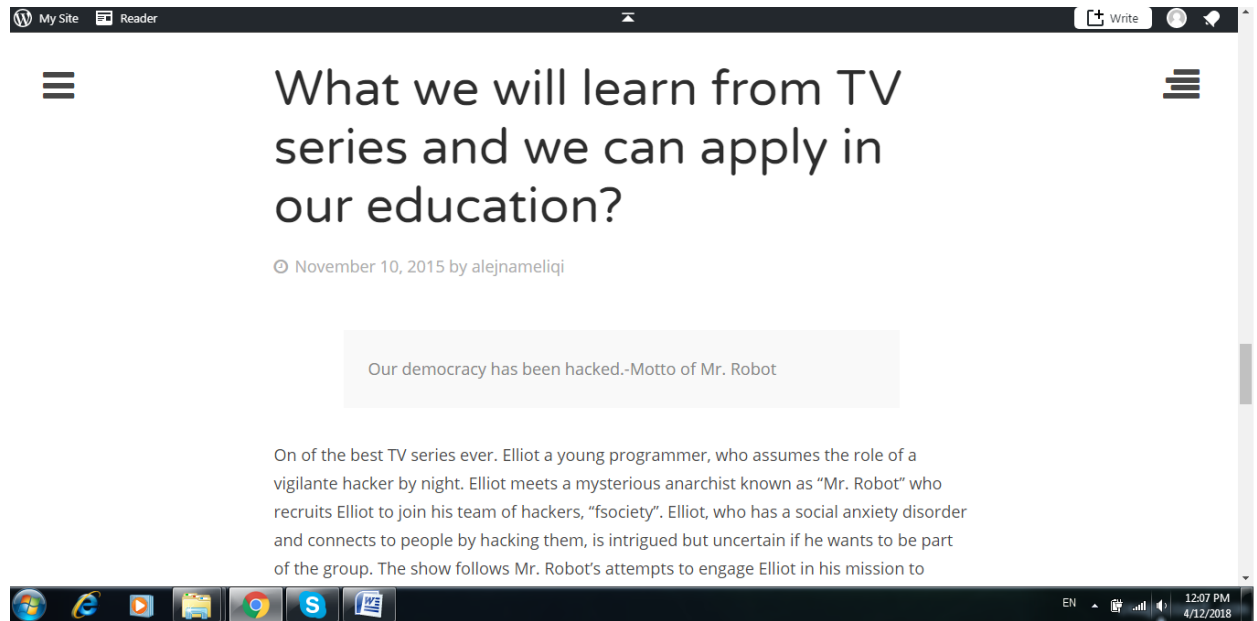 My Site Reader Write
What we will learn from TV
series and we can apply in
our education?
November 10, 2015 by alejnameliqi
Our democracy has been hacked.-Motto of Mr. Robot
On of the best TV series ever. Elliot a young programmer, who assumes the role of a
vigilante hacker by night. Elliot meets a mysterious anarchist known as “Mr. Robot” who
recruits Elliot to join his team of hackers, “fsociety”. Elliot, who has a social anxiety disorder
and connects to people by hacking them, is intrigued but uncertain if he wants to be part
of the group. The show follows Mr. Robot’s attempts to engage Elliot in his mission to
EN 12:07 PM
4/12/2018